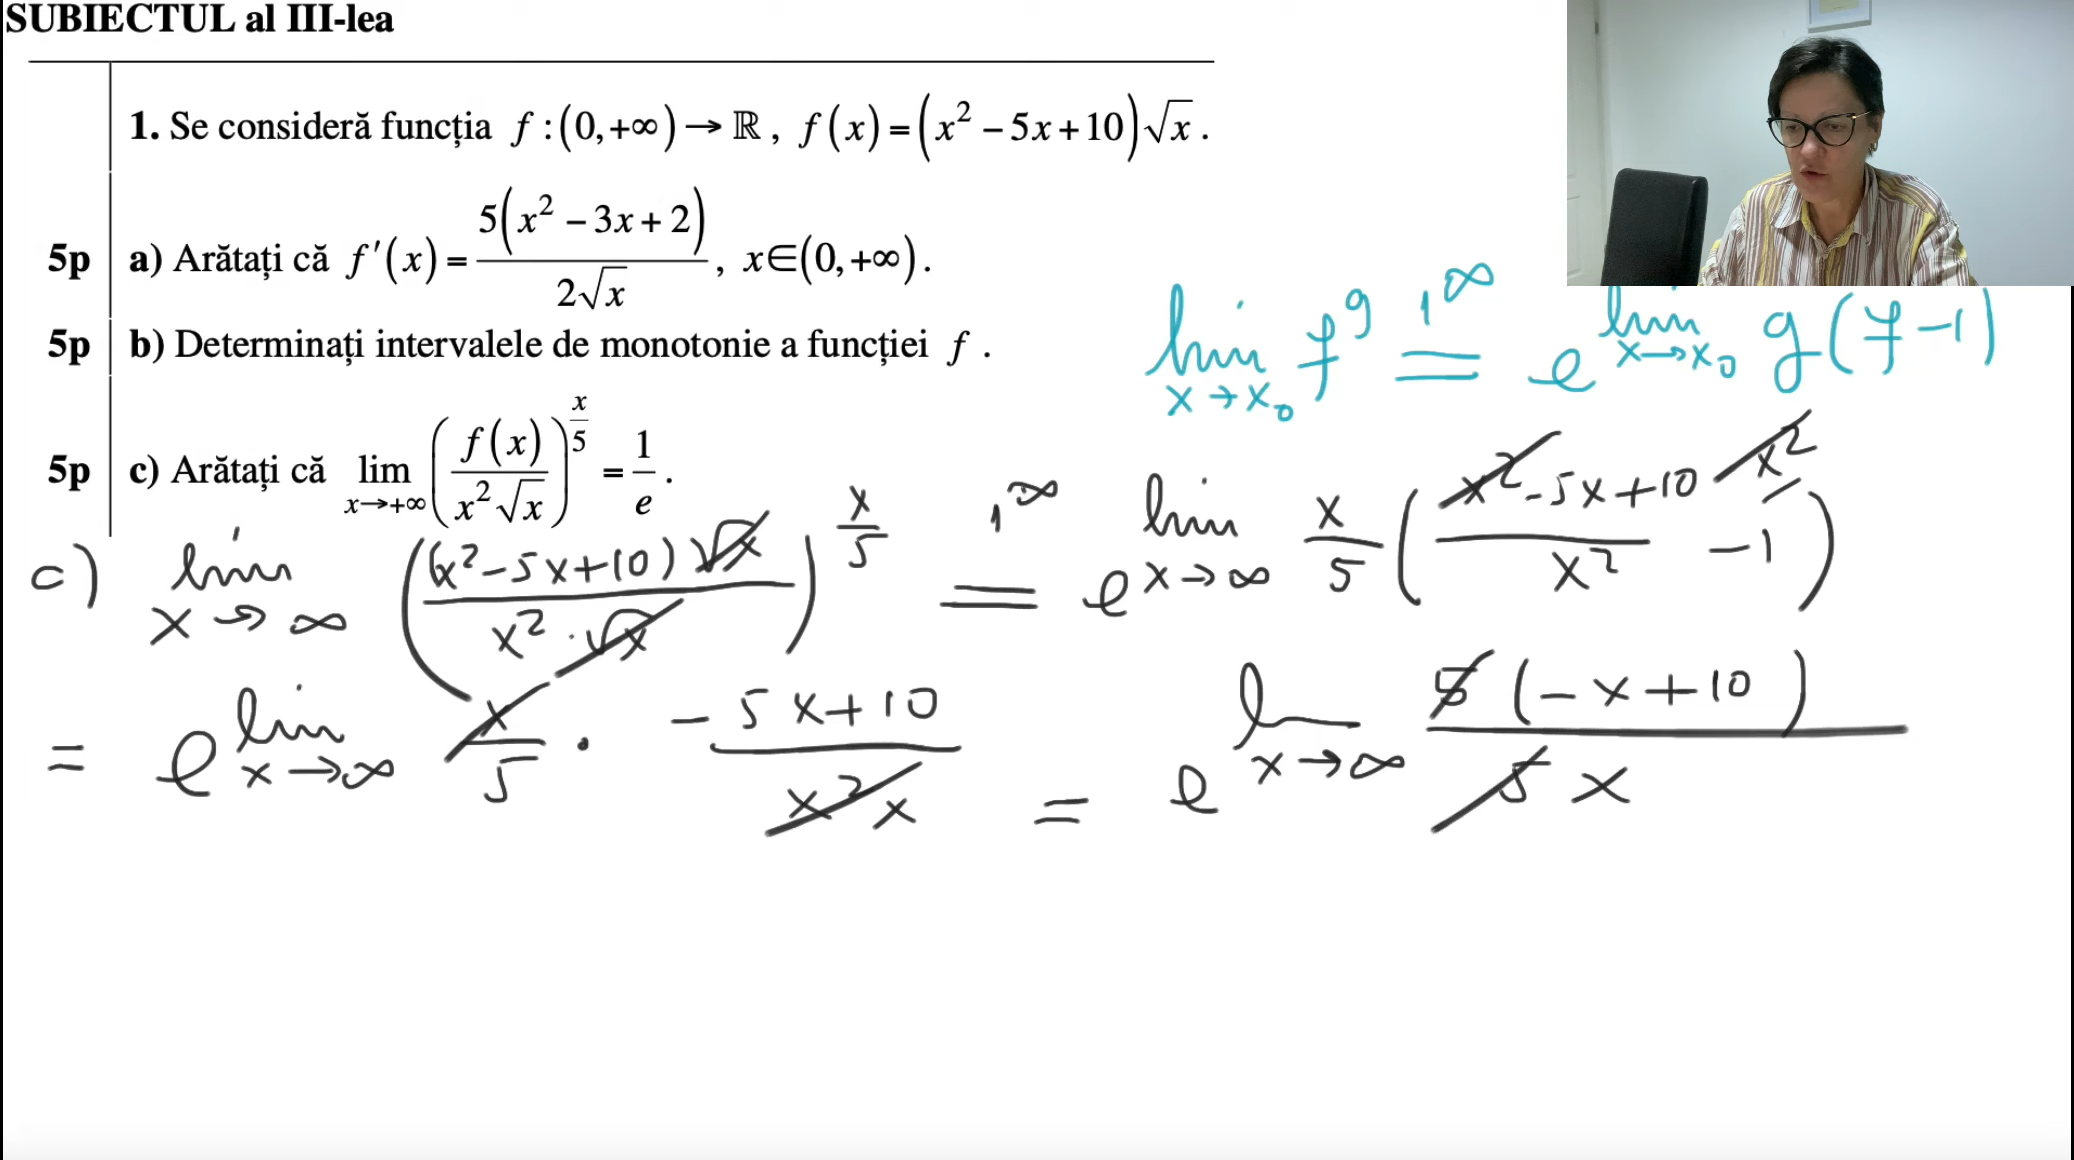 SUBIECTUL al III-lea
1. Se consideră funcția f : (0, +∞) → ℝ, f(x) = (x² − 5x + 10)√x.
5p a) Arătați că f'(x) = 5(x² − 3x + 2) / 2√x, x∈(0, +∞).
5p b) Determinați intervalele de monotonie a funcției f.
5p c) Arătați că lim x→+∞ (f(x) / x²√x)^(x/5) = 1/e.
lim x→x₀ f^g =(1^∞) e^(lim x→x₀ g(f−1))
c) lim x→∞ ((x²−5x+10)√x / x²·√x)^(x/5) =(1^∞) e^(lim x→∞ x/5 ((x²−5x+10−x²) / x² −1))
= e^(lim x→∞ x/5 · (−5x+10) / x² x) = e^(l x→∞ 5(−x+10) / 5x)